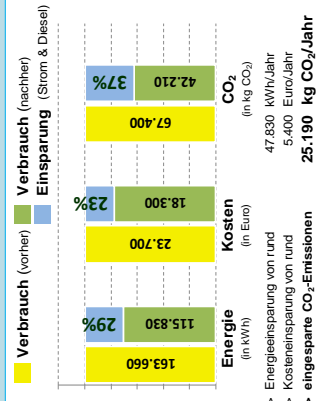 Verbrauch (vorher)
Verbrauch (nachher)
Einsparung (Strom & Diesel)
29%
23%
37%
163.660
115.830
23.700
18.300
67.400
42.210
Energie
(in kWh)
Kosten
(in Euro)
CO₂
(in kg CO₂)
> Energieeinsparung von rund 47.830 kWh/Jahr
> Kosteneinsparung von rund 5.400 Euro/Jahr
> eingesparte CO₂-Emissionen 25.190 kg CO₂/Jahr